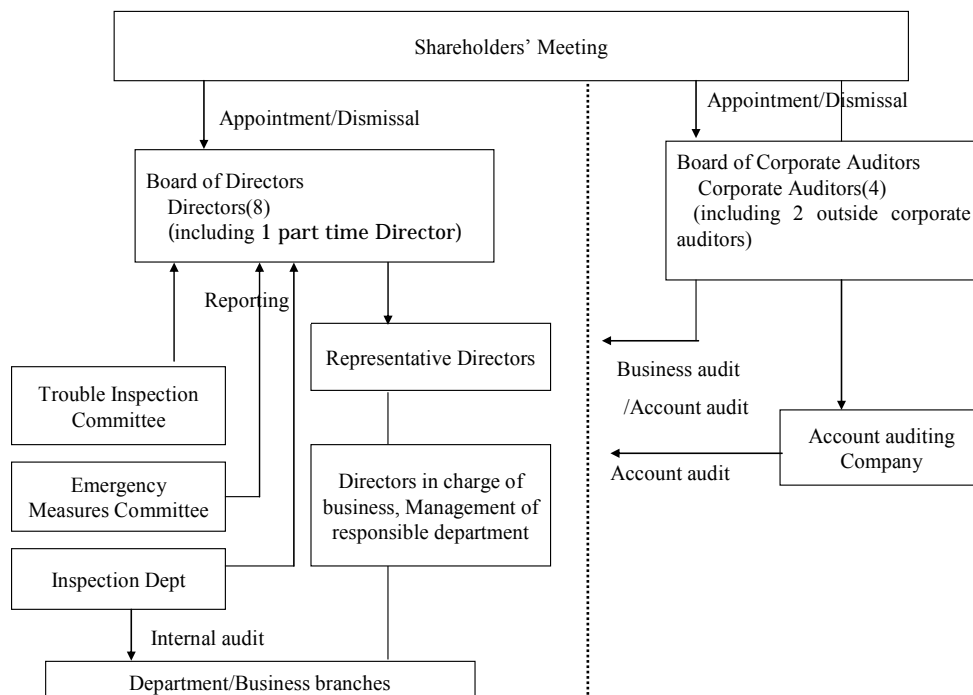 Shareholders’ Meeting
Appointment/Dismissal
Appointment/Dismissal
Board of Directors
Directors(8)
(including 1 part time Director)
Board of Corporate Auditors
Corporate Auditors(4)
(including 2 outside corporate
auditors)
Reporting
Representative Directors
Business audit
/Account audit
Trouble Inspection
Committee
Account auditing
Company
Account audit
Emergency
Measures Committee
Directors in charge of
business, Management of
responsible department
Inspection Dept
Internal audit
Department/Business branches